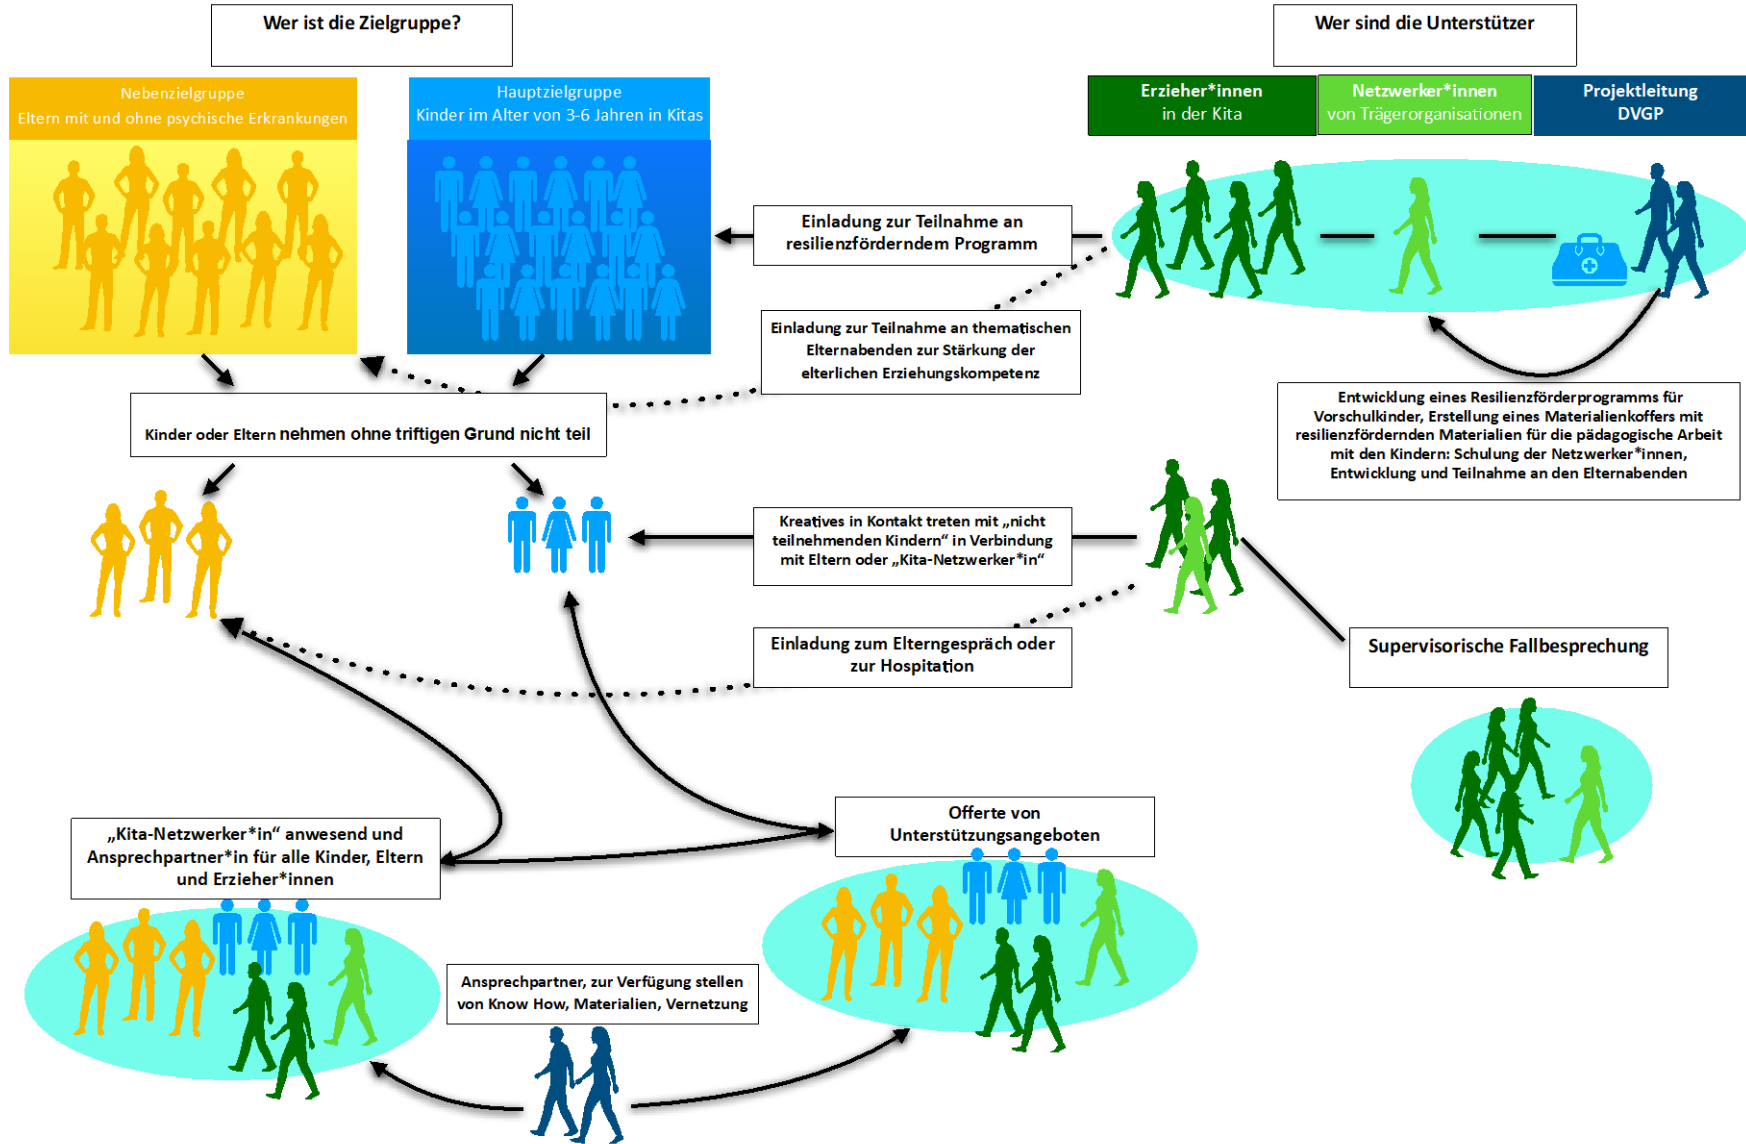 Wer ist die Zielgruppe?
Wer sind die Unterstützer
Nebenzielgruppe
Eltern mit und ohne psychische Erkrankungen
Hauptzielgruppe
Kinder im Alter von 3-6 Jahren in Kitas
Erzieher*innen
in der Kita
Netzwerker*innen
von Trägerorganisationen
Projektleitung
DVGP
Einladung zur Teilnahme an
resilienzförderndem Programm
Einladung zur Teilnahme an thematischen
Elternabenden zur Stärkung der
elterlichen Erziehungskompetenz
Entwicklung eines Resilienzförderprogramms für
Vorschulkinder, Erstellung eines Materialienkoffers mit
resilienzfördernden Materialien für die pädagogische Arbeit
mit den Kindern: Schulung der Netzwerker*innen,
Entwicklung und Teilnahme an den Elternabenden
Kinder oder Eltern nehmen ohne triftigen Grund nicht teil
Kreatives in Kontakt treten mit „nicht
teilnehmenden Kindern“ in Verbindung
mit Eltern oder „Kita-Netzwerker*in“
Einladung zum Elterngespräch oder
zur Hospitation
Supervisorische Fallbesprechung
„Kita-Netzwerker*in“ anwesend und
Ansprechpartner*in für alle Kinder, Eltern
und Erzieher*innen
Offerte von
Unterstützungsangeboten
Ansprechpartner, zur Verfügung stellen
von Know How, Materialien, Vernetzung